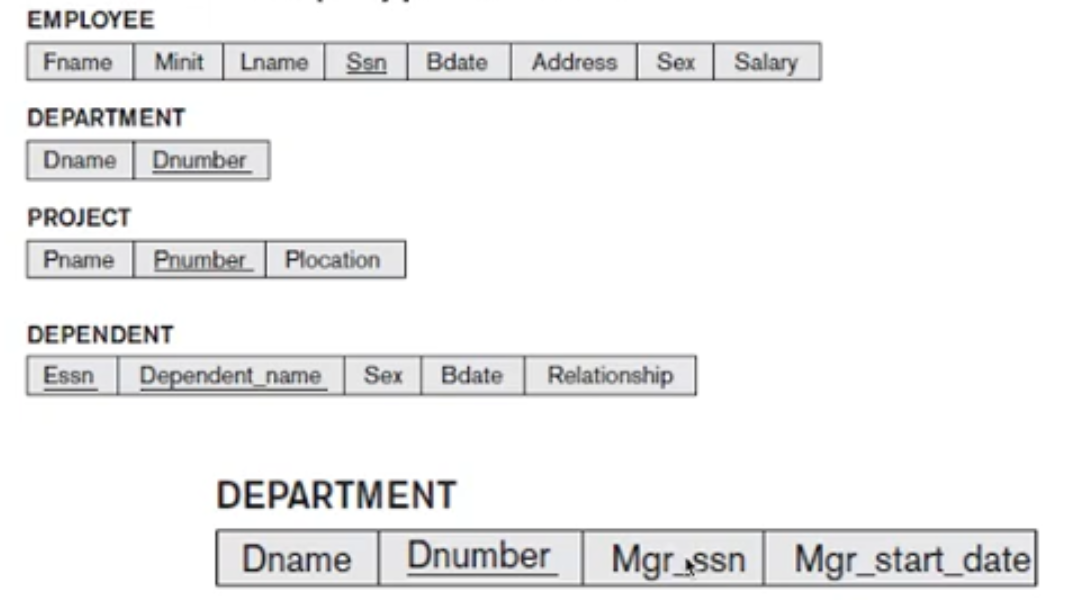 EMPLOYEE
Fname Minit Lname Ssn Bdate Address Sex Salary
DEPARTMENT
Dname Dnumber
PROJECT
Pname Pnumber Plocation
DEPENDENT
Essn Dependent_name Sex Bdate Relationship
DEPARTMENT
Dname Dnumber Mgr_ssn Mgr_start_date